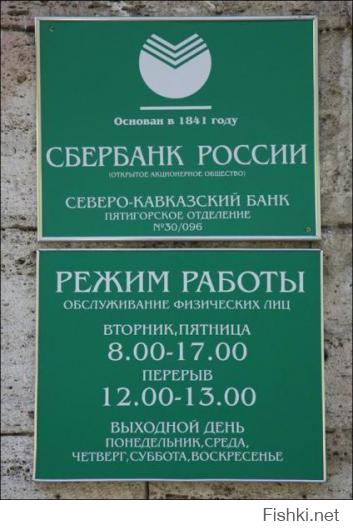 Основан в 1841 году
СБЕРБАНК РОССИИ
(ОТКРЫТОЕ АКЦИОНЕРНОЕ ОБЩЕСТВО)
СЕВЕРО-КАВКАЗСКИЙ БАНК
ПЯТИГОРСКОЕ ОТДЕЛЕНИЕ
№30/096
РЕЖИМ РАБОТЫ
ОБСЛУЖИВАНИЕ ФИЗИЧЕСКИХ ЛИЦ
ВТОРНИК,ПЯТНИЦА
8.00-17.00
ПЕРЕРЫВ
12.00-13.00
ВЫХОДНОЙ ДЕНЬ
ПОНЕДЕЛЬНИК,СРЕДА,
ЧЕТВЕРГ,СУББОТА,ВОСКРЕСЕНЬЕ
Fishki.net